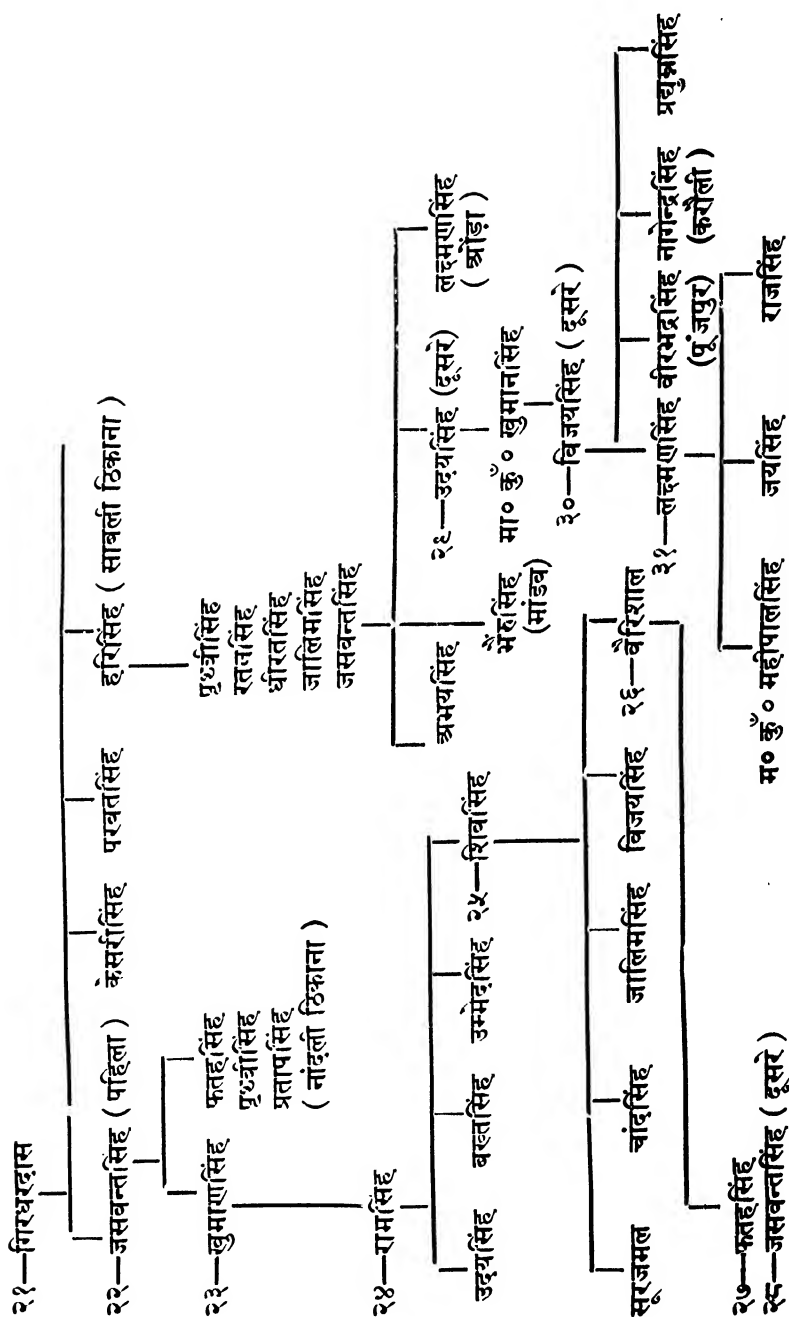 २१—गिरधरदास
२२—जसवन्तसिंह ( पहिला ) केसरीसिंह परबतसिंह हरिसिंह ( साबली ठिकाना )
२३—खुमाणसिंह फतहसिंह
पृथ्वीसिंह
प्रतापसिंह
( नांदली ठिकाना )
पृथ्वीसिंह
रतनसिंह
धीरतसिंह
जालिमसिंह
जसवन्तसिंह
२४—रामसिंह
अभयसिंह भैरूंसिंह २६—उदयसिंह (दूसरे) लक्ष्मणसिंह
(मांडव) ( ओड़ा )
मा० कुँ० खुमानसिंह
३०—विजयसिंह ( दूसरे )
उदयसिंह बख्तसिंह उम्मेदसिंह २५—शिवसिंह
सूरजमल चांदसिंह जालिमसिंह विजयसिंह २६—वैरिशाल
३१—लक्ष्मणसिंह वीरभद्रसिंह नागेन्द्रसिंह प्रद्युम्नसिंह
(पूंजपुर) (करौली )
२७—फतहसिंह
२८—जसवन्तसिंह ( दूसरे )
म० कुँ० महीपालसिंह जयसिंह राजसिंह